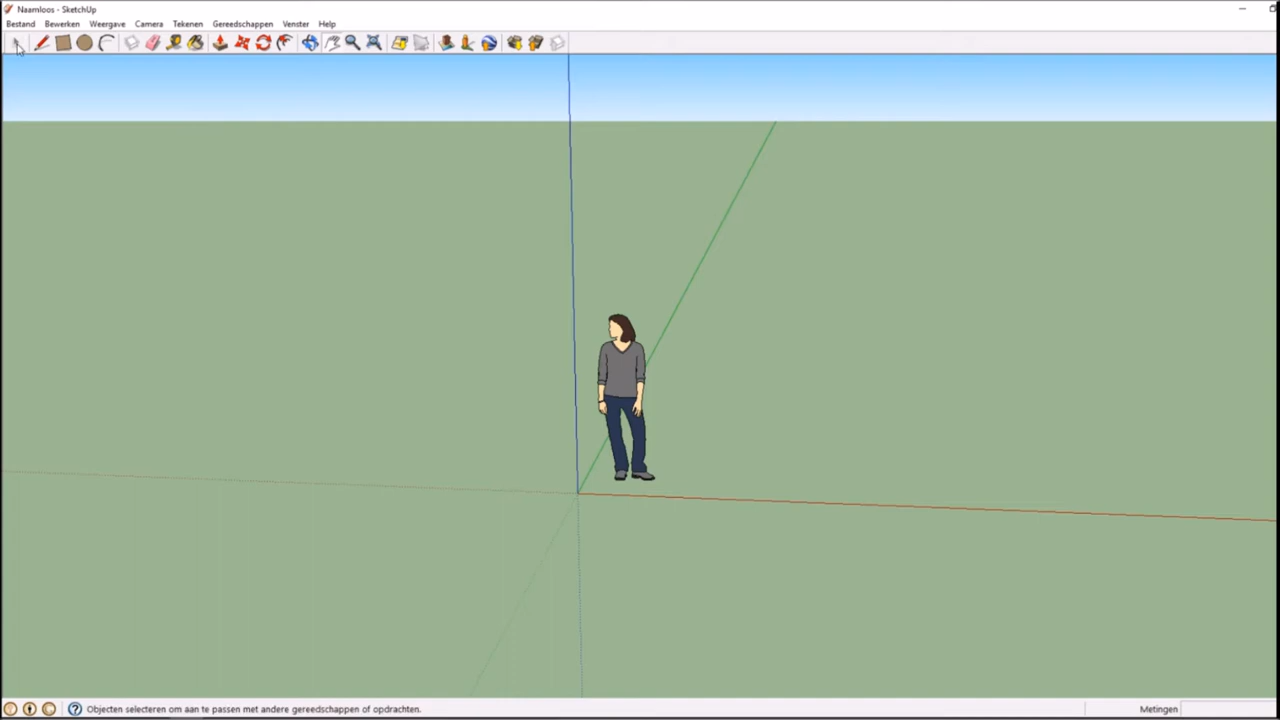 Naamloos - SketchUp
Bestand Bewerken Weergave Camera Tekenen Gereedschappen Venster Help
Objecten selecteren om aan te passen met andere gereedschappen of opdrachten. Metingen